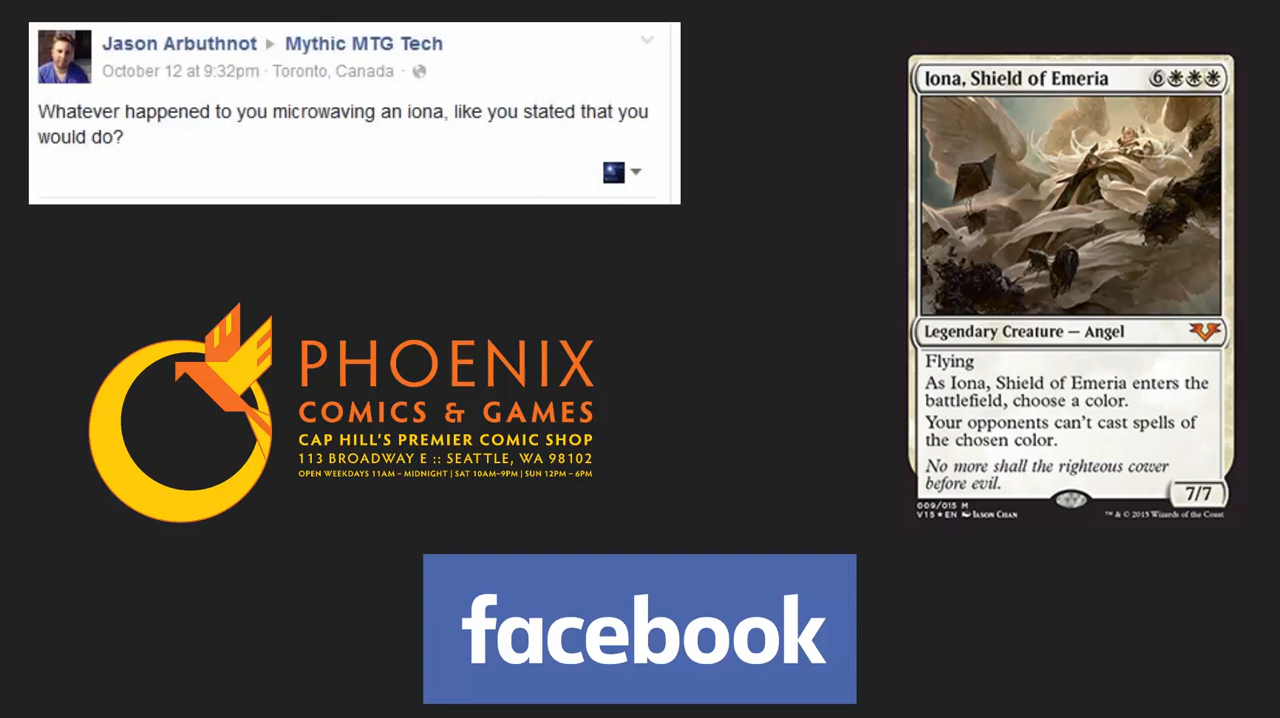 Jason Arbuthnot ▸ Mythic MTG Tech
October 12 at 9:32pm · Toronto, Canada ·
Whatever happened to you microwaving an iona, like you stated that you
would do?
Iona, Shield of Emeria 6
Legendary Creature — Angel
Flying
As Iona, Shield of Emeria enters the
battlefield, choose a color.
Your opponents can't cast spells of
the chosen color.
No more shall the righteous cower
before evil.
7/7
009/015 M
V15 ★ EN Jason Chan
™ & © 2015 Wizards of the Coast
PHOENIX
COMICS & GAMES
CAP HILL'S PREMIER COMIC SHOP
113 BROADWAY E :: SEATTLE, WA 98102
OPEN WEEKDAYS 11AM – MIDNIGHT | SAT 10AM–9PM | SUN 12PM – 6PM
facebook